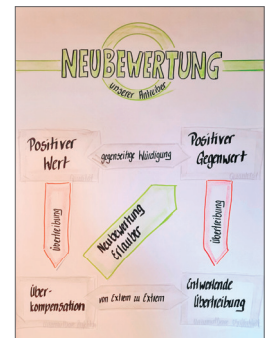 NEUBEWERTUNG
unserer Antreiber
Positiver
Wert
gegenseitige Würdigung
Positiver
Gegenwert
Übertreibung
Neubewertung
Erlauber
Übertreibung
Über-
kompensation
von Extrem zu Extrem
Entwertende
Übertreibung